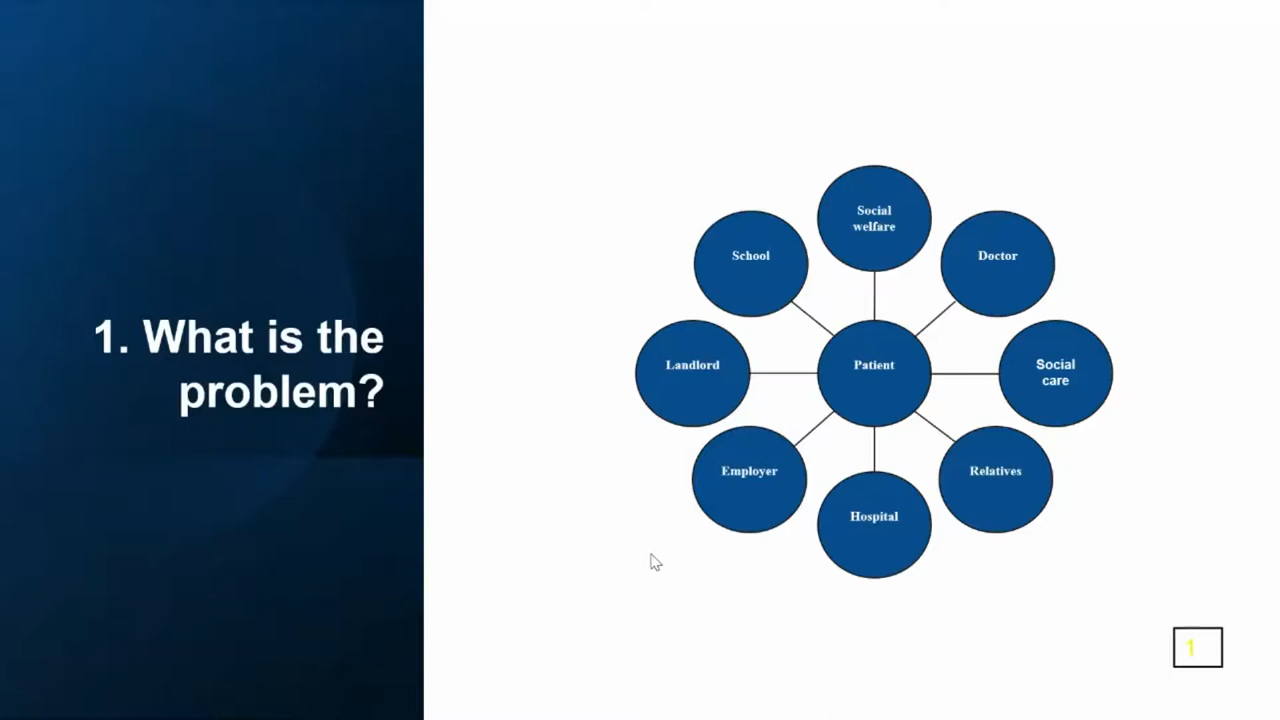 1. What is the
problem?
Social
welfare
School
Doctor
Landlord
Patient
Social
care
Employer
Relatives
Hospital
1